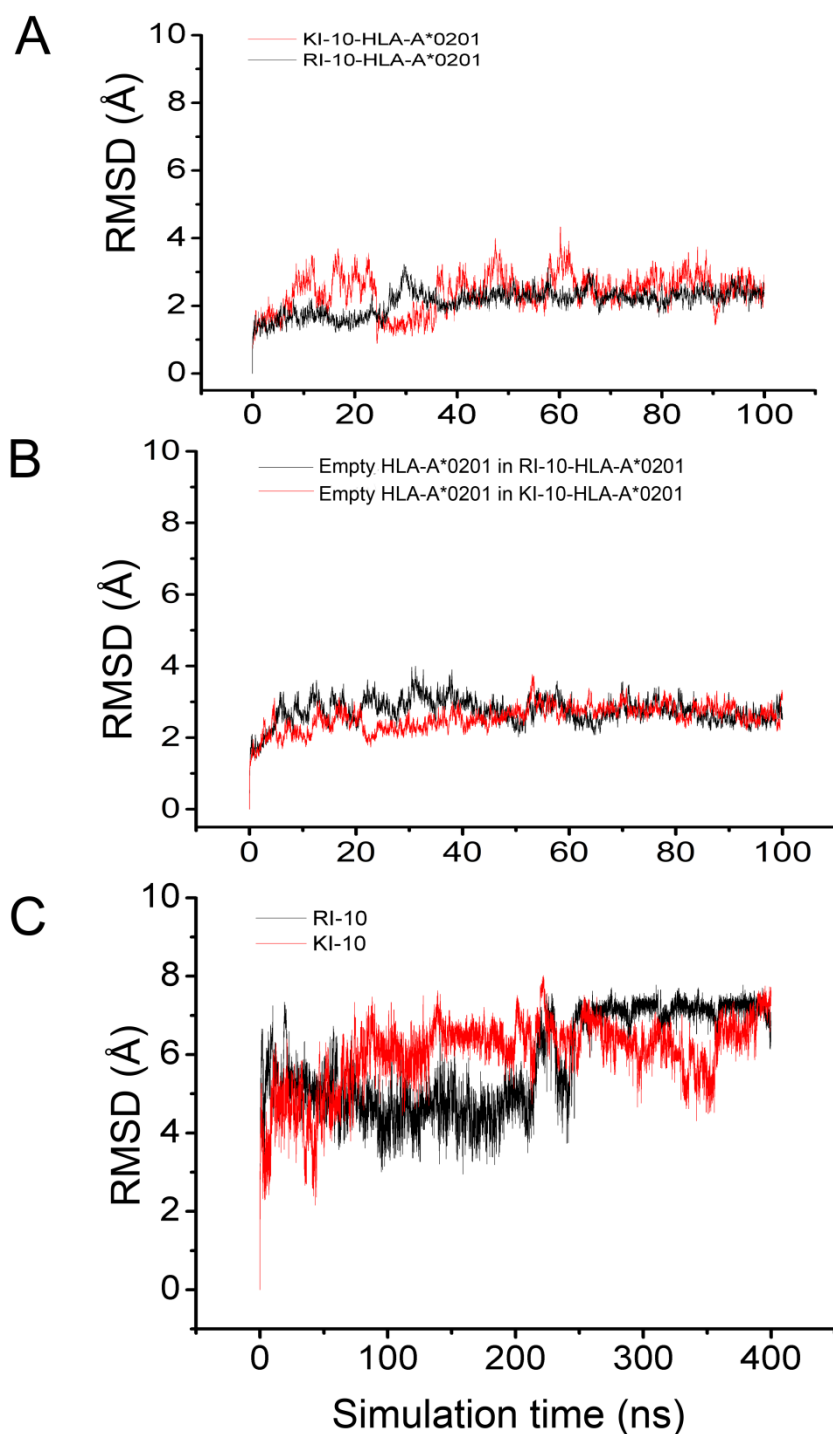 A
KI-10-HLA-A*0201
RI-10-HLA-A*0201
RMSD (Å)
10
8
6
4
2
0
0 20 40 60 80 100
B
Empty HLA-A*0201 in RI-10-HLA-A*0201
Empty HLA-A*0201 in KI-10-HLA-A*0201
RMSD (Å)
10
8
6
4
2
0
0 20 40 60 80 100
C
RI-10
KI-10
RMSD (Å)
10
8
6
4
2
0
0 100 200 300 400
Simulation time (ns)